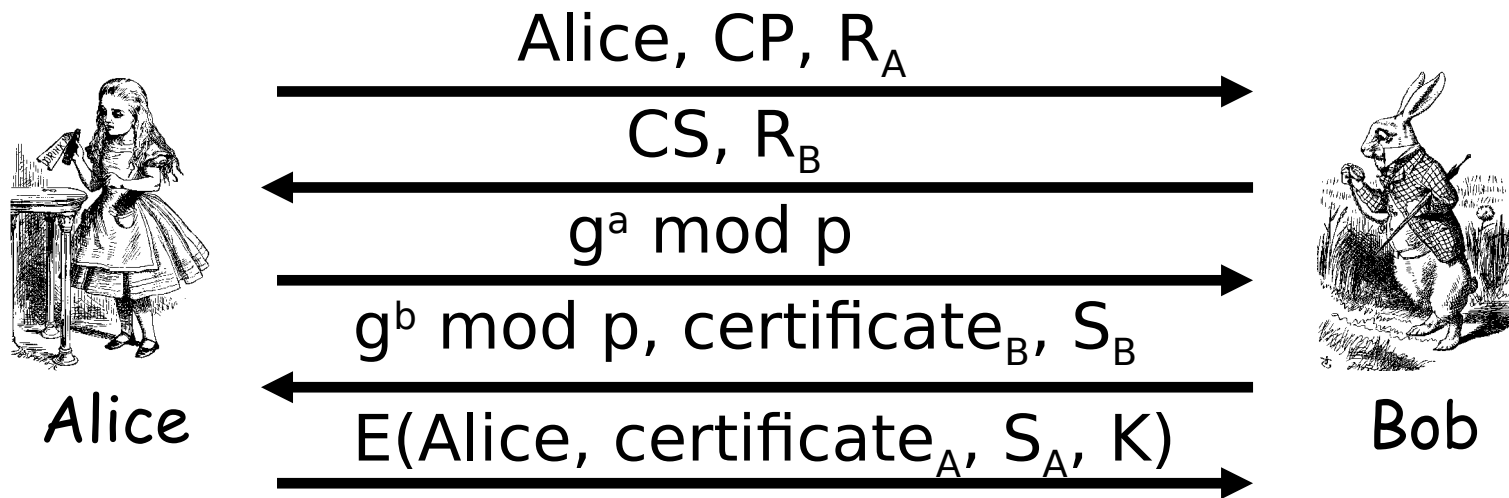 Alice, CP, R_A
CS, R_B
g^a mod p
g^b mod p, certificate_B, S_B
E(Alice, certificate_A, S_A, K)
Alice
Bob